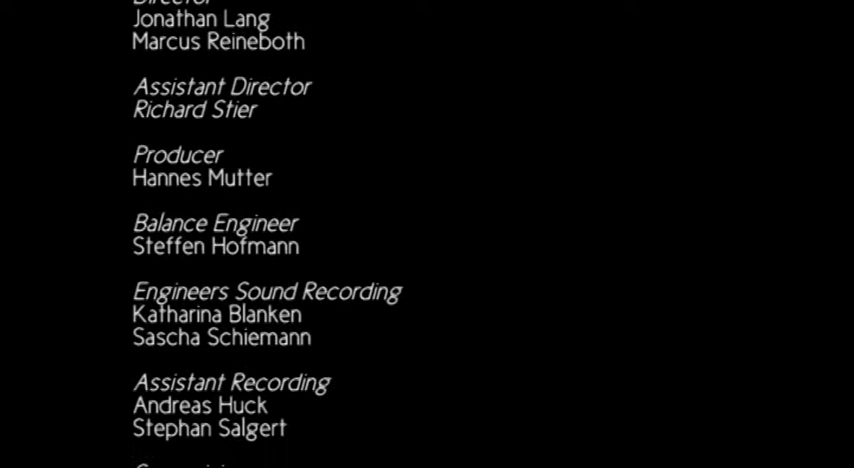 Director
Jonathan Lang
Marcus Reineboth
Assistant Director
Richard Stier
Producer
Hannes Mutter
Balance Engineer
Steffen Hofmann
Engineers Sound Recording
Katharina Blanken
Sascha Schiemann
Assistant Recording
Andreas Huck
Stephan Salgert